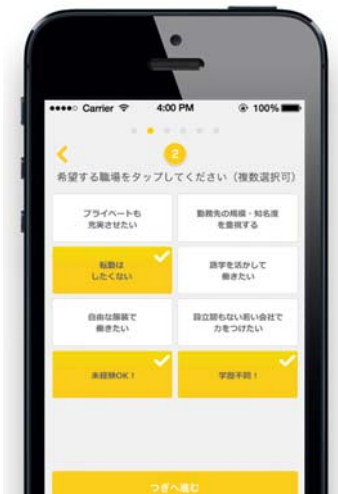 Carrier 4:00 PM 100%
2
希望する職場をタップしてください（複数選択可）
プライベートも
充実させたい
勤務先の規模・知名度
を重視する
転勤は
したくない
語学を活かして
働きたい
自由な服装で
働きたい
設立間もない若い会社で
力をつけたい
未経験OK！
学歴不問！
つぎへ進む